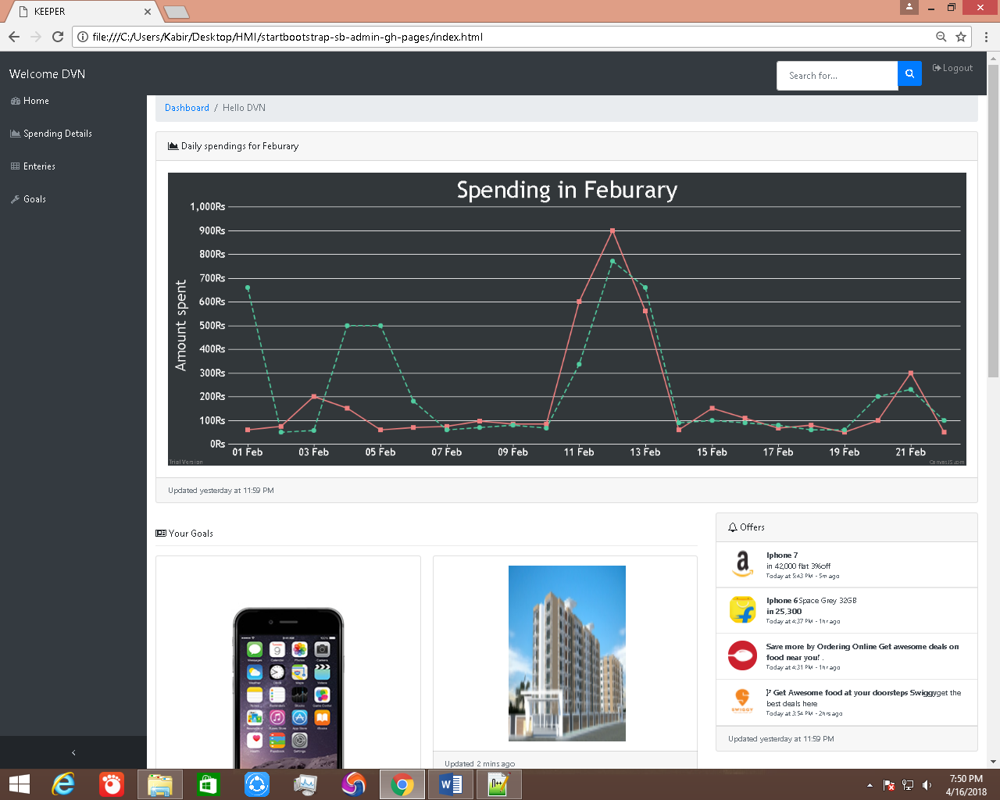 KEEPER
file:///C:/Users/Kabir/Desktop/HMI/startbootstrap-sb-admin-gh-pages/index.html
Welcome DVN
Search for...
Logout
Home
Spending Details
Enteries
Goals
Dashboard / Hello DVN
Daily spendings for Feburary
Spending in Feburary
Amount spent
1,000Rs
900Rs
800Rs
700Rs
600Rs
500Rs
400Rs
300Rs
200Rs
100Rs
0Rs
01 Feb 03 Feb 05 Feb 07 Feb 09 Feb 11 Feb 13 Feb 15 Feb 17 Feb 19 Feb 21 Feb
Trial Version
CanvasJS.com
Updated yesterday at 11:59 PM
Your Goals
Updated 2 mins ago
Offers
Iphone 7
in 42,000 flat 3%off
Today at 5:43 PM - 5m ago
Iphone 6Space Grey 32GB
in 25,300
Today at 4:37 PM - 1hr ago
Save more by Ordering Online Get awesome deals on
food near you! .
Today at 4:31 PM - 1hr ago
Get Awesome food at your doorsteps Swiggyget the
best deals here
Today at 3:54 PM - 2hrs ago
SWIGGY
Updated yesterday at 11:59 PM
7:50 PM
4/16/2018